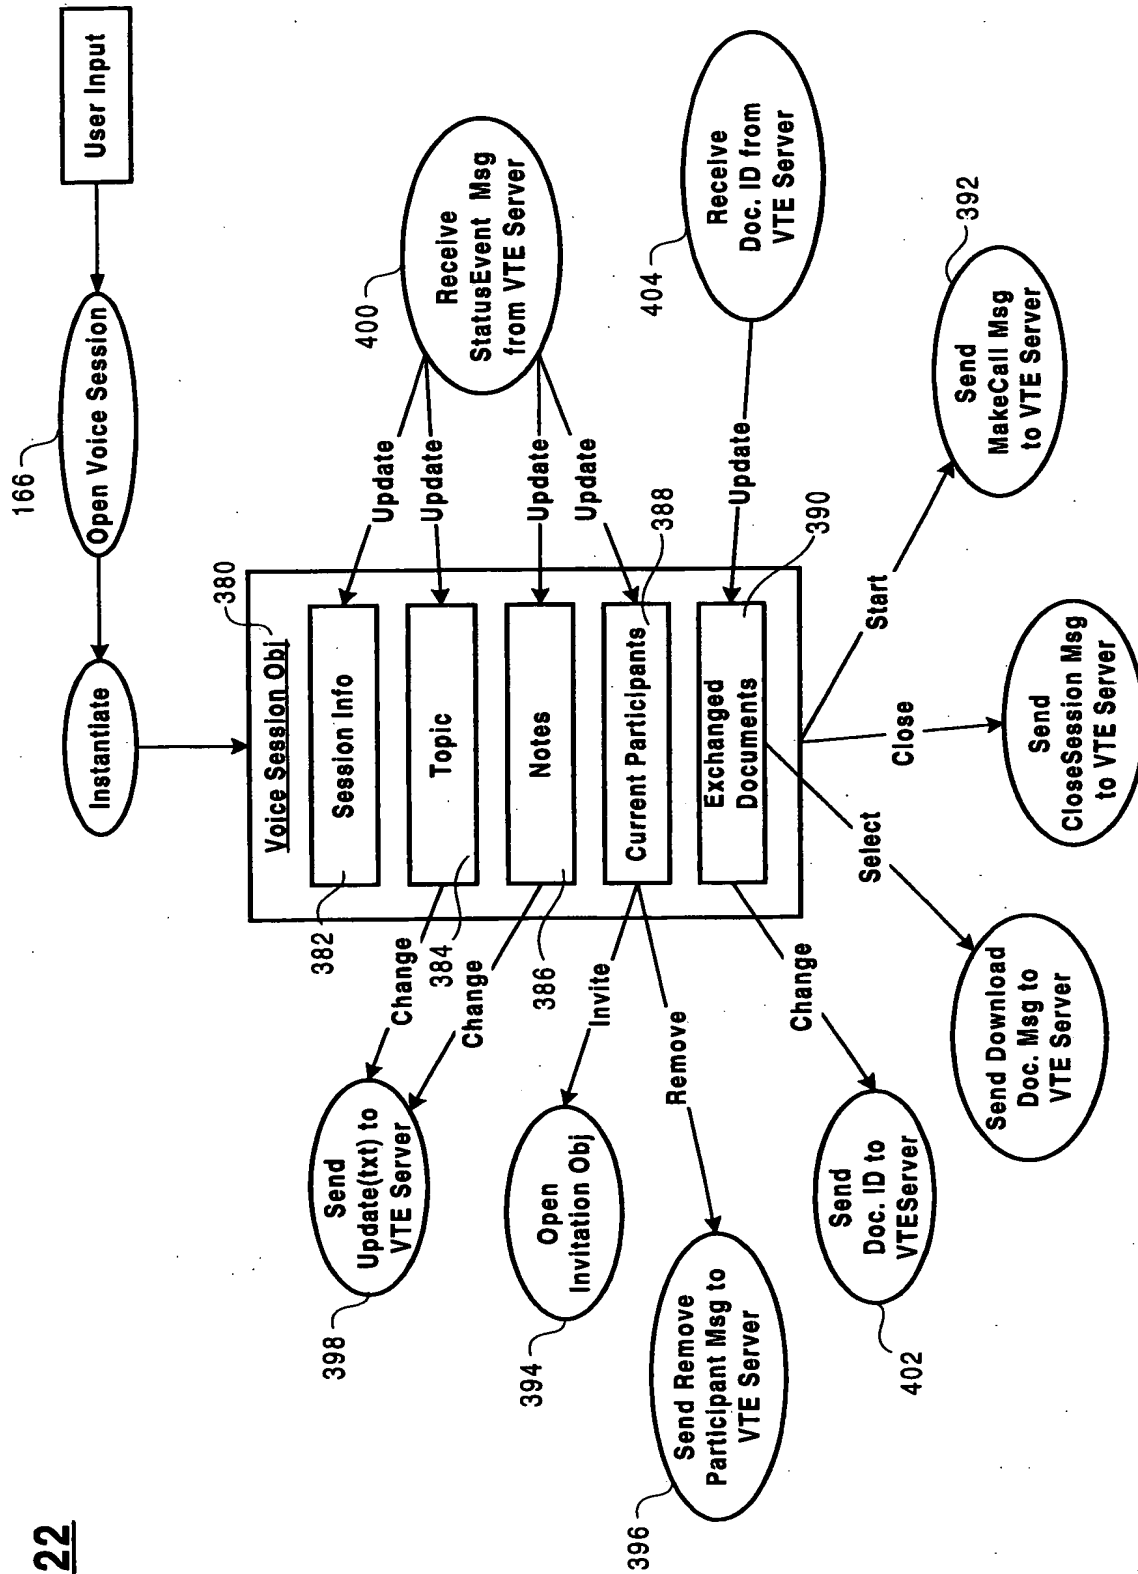 22
166
User Input
Open Voice Session
Instantiate
380
Voice Session Obj
382
Session Info
384
Topic
386
Notes
388
Current Participants
390
Exchanged
Documents
Update
Update
Update
Update
Update
400
Receive
StatusEvent Msg
from VTE Server
404
Receive
Doc. ID from
VTE Server
Change
Change
398
Send
Update(txt) to
VTE Server
Invite
394
Open
Invitation Obj
Remove
396
Send Remove
Participant Msg to
VTE Server
Change
402
Send
Doc. ID to
VTEServer
Select
Send Download
Doc. Msg to
VTE Server
Close
Send
CloseSession Msg
to VTE Server
Start
392
Send
MakeCall Msg
to VTE Server